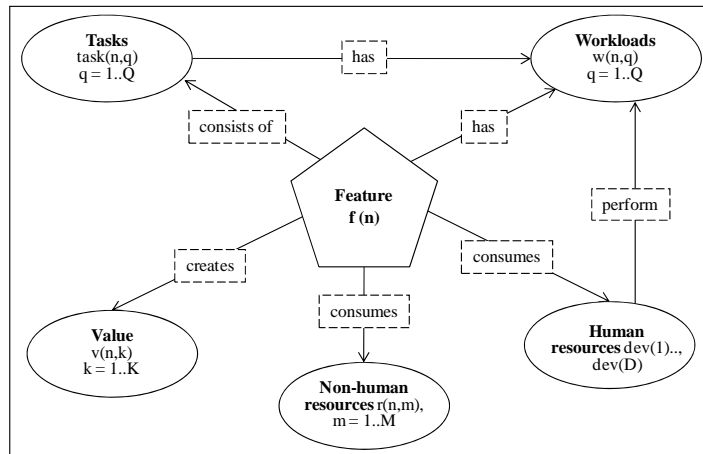 Tasks
task(n,q)
q = 1..Q
has
Workloads
w(n,q)
q = 1..Q
consists of
has
Feature
f (n)
perform
creates
consumes
consumes
Value
v(n,k)
k = 1..K
Non-human
resources r(n,m),
m = 1..M
Human
resources dev(1)..,
dev(D)